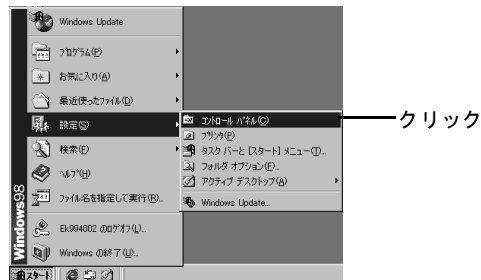 Windows Update
プログラム(P)
お気に入り(A)
最近使ったファイル(D)
設定(S)
検索(F)
ヘルプ(H)
ファイル名を指定して実行(R)...
Ek994002 のログオフ(L)...
Windows の終了(U)...
Windows98
コントロール パネル(C)
プリンタ(P)
タスク バーと [スタート] メニュー(T)...
フォルダ オプション(F)...
アクティブ デスクトップ(A)
Windows Update...
クリック
スタート